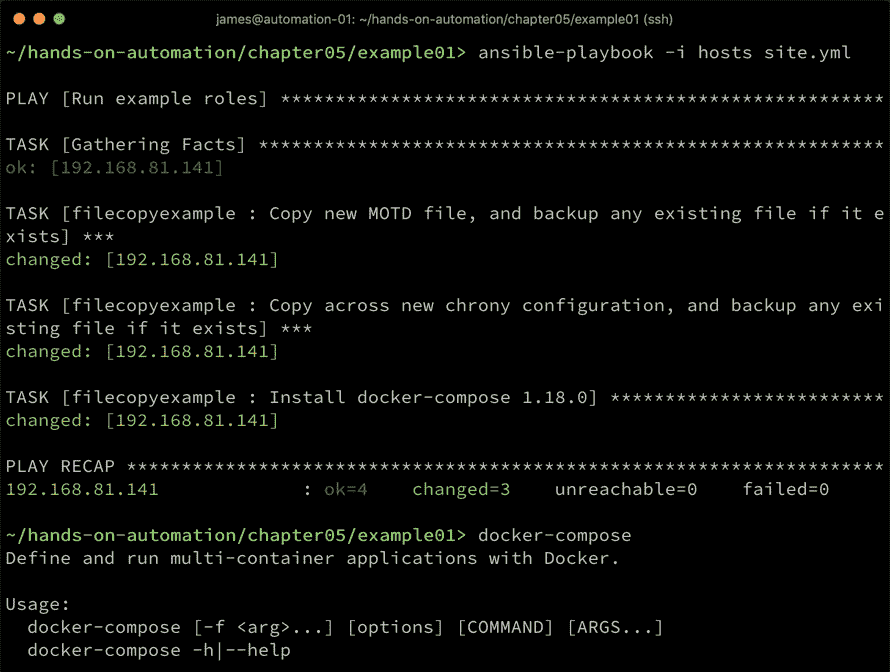 james@automation-01: ~/hands-on-automation/chapter05/example01 (ssh)
~/hands-on-automation/chapter05/example01> ansible-playbook -i hosts site.yml
PLAY [Run example roles] *******************************************************
TASK [Gathering Facts] *********************************************************
ok: [192.168.81.141]
TASK [filecopyexample : Copy new MOTD file, and backup any existing file if it e
xists] ***
changed: [192.168.81.141]
TASK [filecopyexample : Copy across new chrony configuration, and backup any exi
sting file if it exists] ***
changed: [192.168.81.141]
TASK [filecopyexample : Install docker-compose 1.18.0] *************************
changed: [192.168.81.141]
PLAY RECAP *********************************************************************
192.168.81.141             : ok=4    changed=3    unreachable=0    failed=0
~/hands-on-automation/chapter05/example01> docker-compose
Define and run multi-container applications with Docker.
Usage:
  docker-compose [-f <arg>...] [options] [COMMAND] [ARGS...]
  docker-compose -h|--help